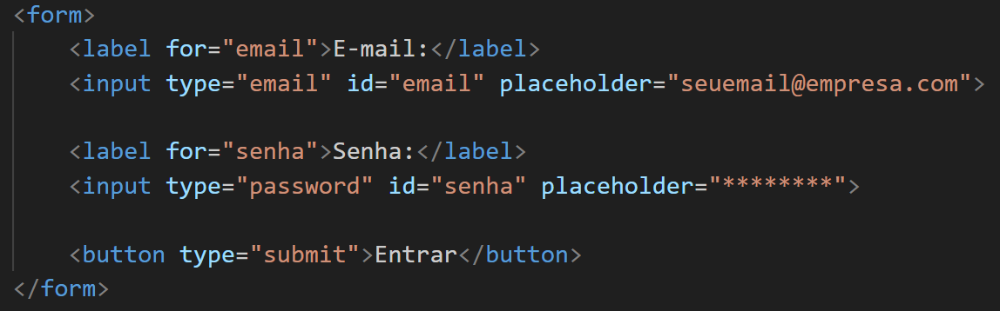 <form>
<label for="email">E-mail:</label>
<input type="email" id="email" placeholder="seuemail@empresa.com">
<label for="senha">Senha:</label>
<input type="password" id="senha" placeholder="********">
<button type="submit">Entrar</button>
</form>